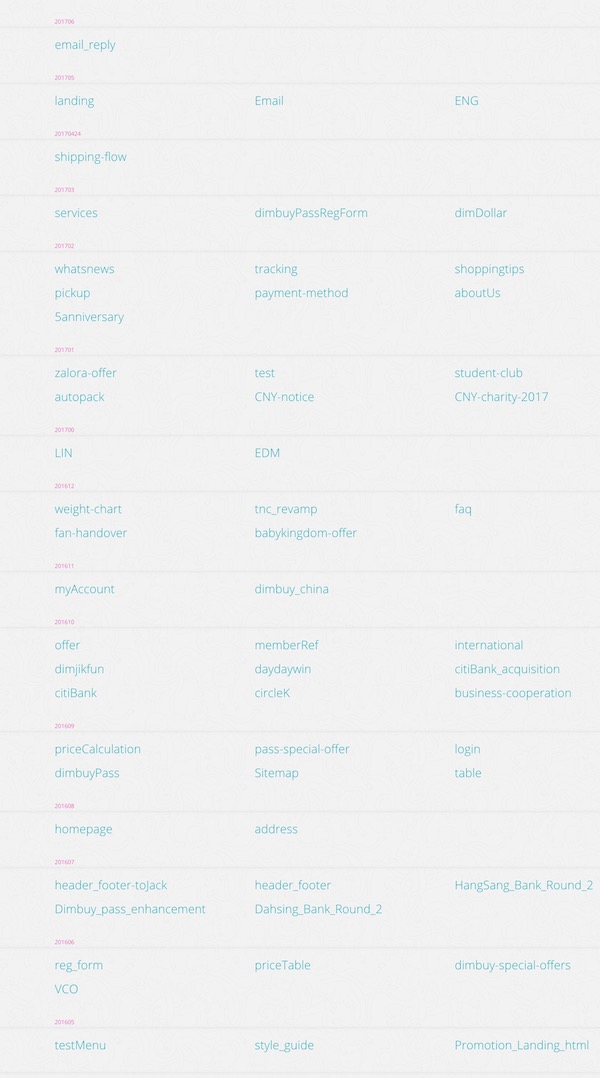 201706
email_reply
201705
landing Email ENG
20170424
shipping-flow
201703
services dimbuyPassRegForm dimDollar
201702
whatsnews tracking shoppingtips
pickup payment-method aboutUs
5anniversary
201701
zalora-offer test student-club
autopack CNY-notice CNY-charity-2017
201700
LIN EDM
201612
weight-chart tnc_revamp faq
fan-handover babykingdom-offer
201611
myAccount dimbuy_china
201610
offer memberRef international
dimjikfun daydaywin citiBank_acquisition
citiBank circleK business-cooperation
201609
priceCalculation pass-special-offer login
dimbuyPass Sitemap table
201608
homepage address
201607
header_footer-toJack header_footer HangSang_Bank_Round_2
Dimbuy_pass_enhancement Dahsing_Bank_Round_2
201606
reg_form priceTable dimbuy-special-offers
VCO
201605
testMenu style_guide Promotion_Landing_html